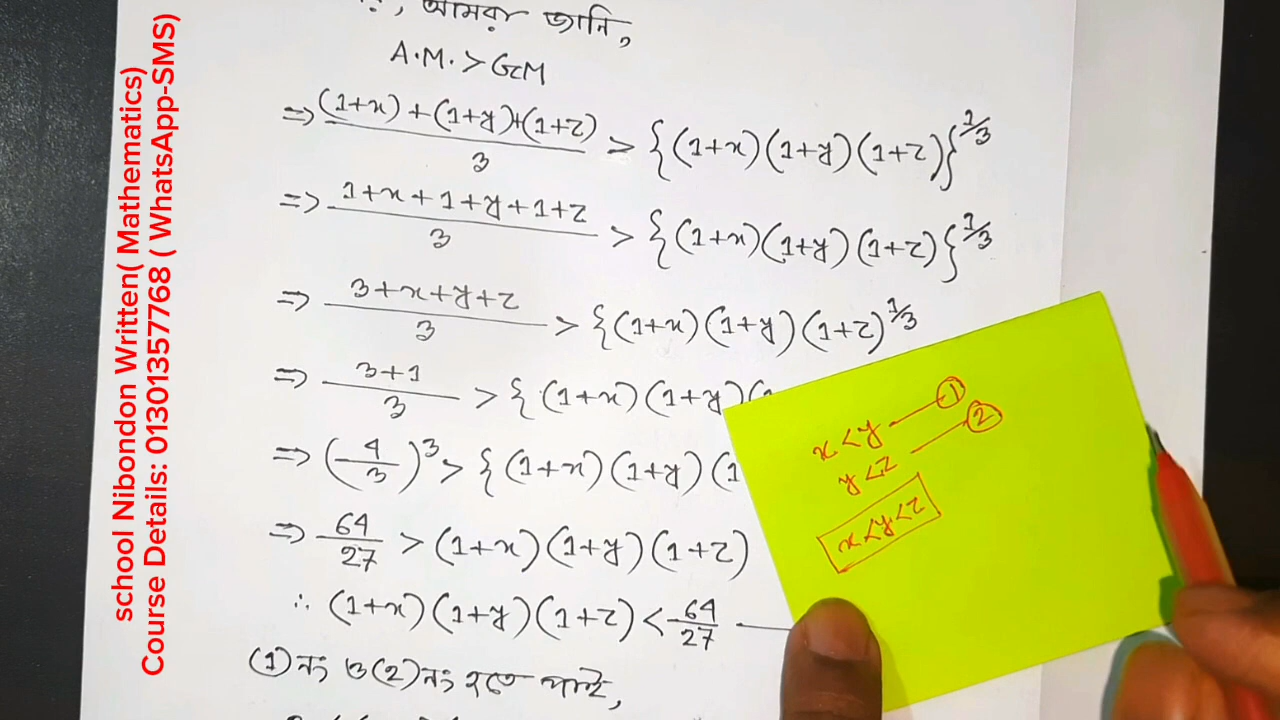 school Nibondon Written( Mathematics)
Course Details: 01301357768 ( WhatsApp-SMS)
, আমরা জানি,
A.M. > GM
⇒ (1+x) + (1+y) + (1+z) / 3 > {(1+x)(1+y)(1+z)}^1/3
⇒ 1+x+1+y+1+z / 3 > {(1+x)(1+y)(1+z)}^1/3
⇒ 3+x+y+z / 3 > {(1+x)(1+y)(1+z)^1/3
⇒ 3+1 / 3 > {(1+x)(1+y)(1
⇒ (4/3)^3 > {(1+x)(1+y)(1
⇒ 64/27 > (1+x)(1+y)(1+z)
∴ (1+x)(1+y)(1+z) < 64/27 —
(1) নং ও (2) নং হতে পাই,
x<y — 1
y<z — 2
x<y<z